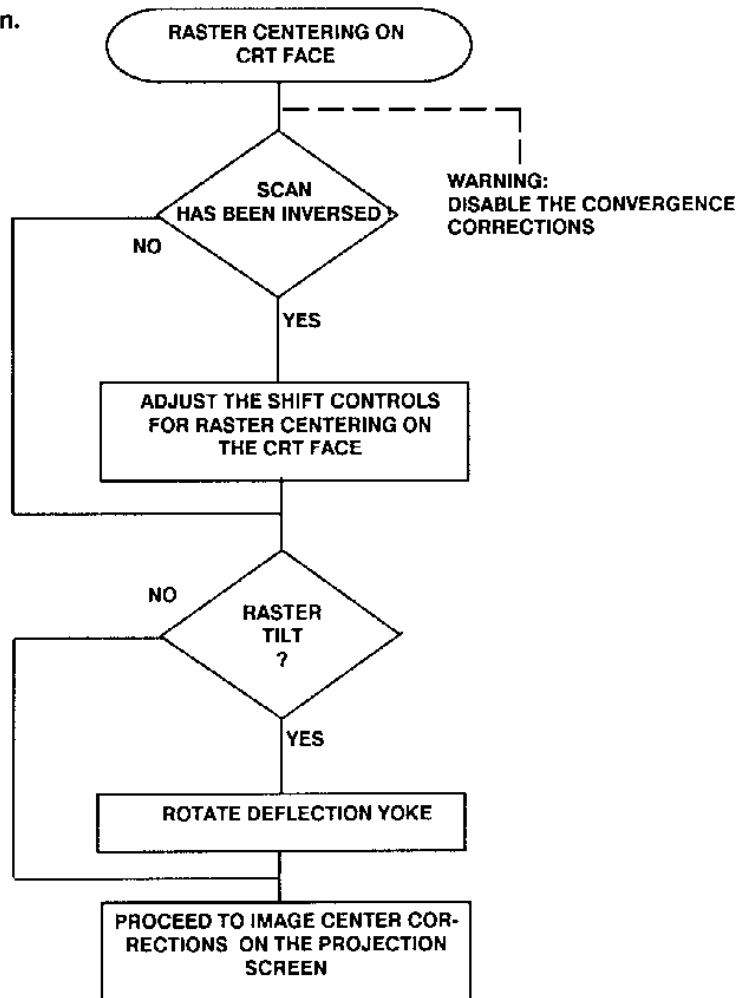 n.
RASTER CENTERING ON
CRT FACE
WARNING:
DISABLE THE CONVERGENCE
CORRECTIONS
SCAN
HAS BEEN INVERSED ?
NO
YES
ADJUST THE SHIFT CONTROLS
FOR RASTER CENTERING ON
THE CRT FACE
NO
RASTER
TILT
?
YES
ROTATE DEFLECTION YOKE
PROCEED TO IMAGE CENTER COR-
RECTIONS ON THE PROJECTION
SCREEN